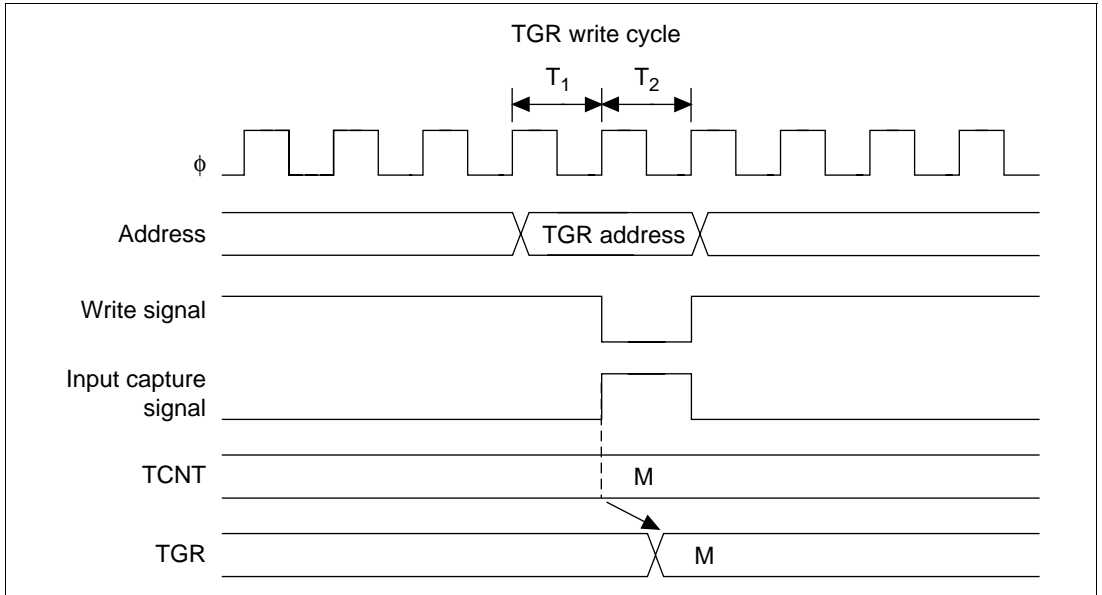 TGR write cycle
T1 T2
ϕ
Address TGR address
Write signal
Input capture
signal
TCNT M
TGR M